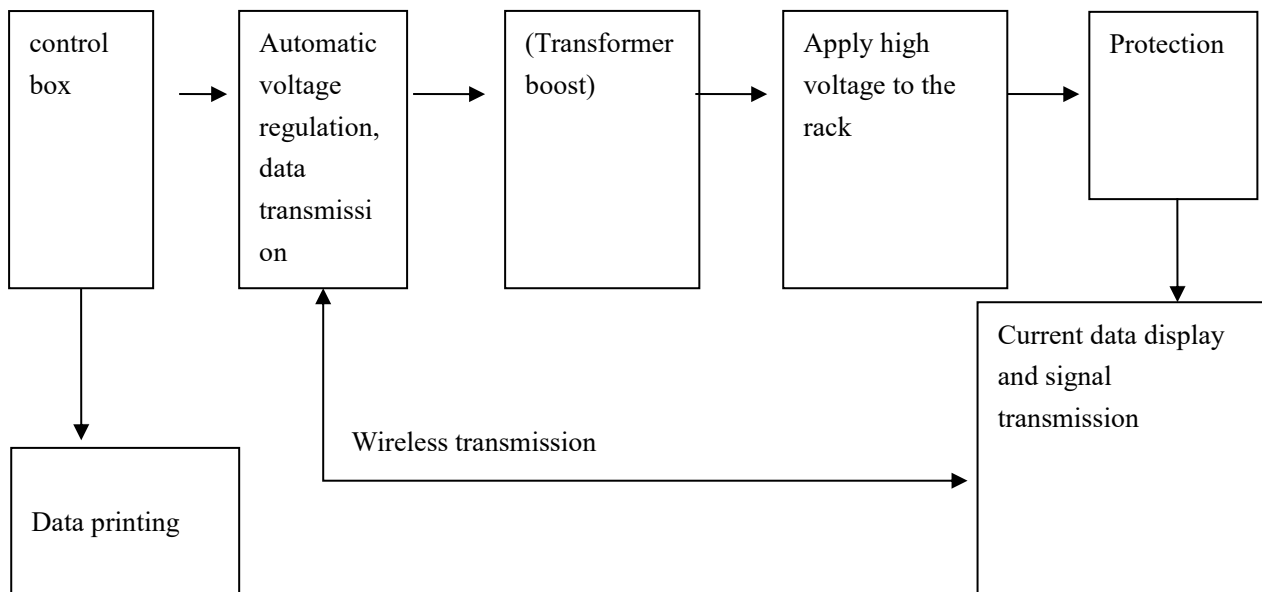 control
box
Automatic
voltage
regulation,
data
transmissi
on
(Transformer
boost)
Apply high
voltage to the
rack
Protection
Current data display
and signal
transmission
Wireless transmission
Data printing